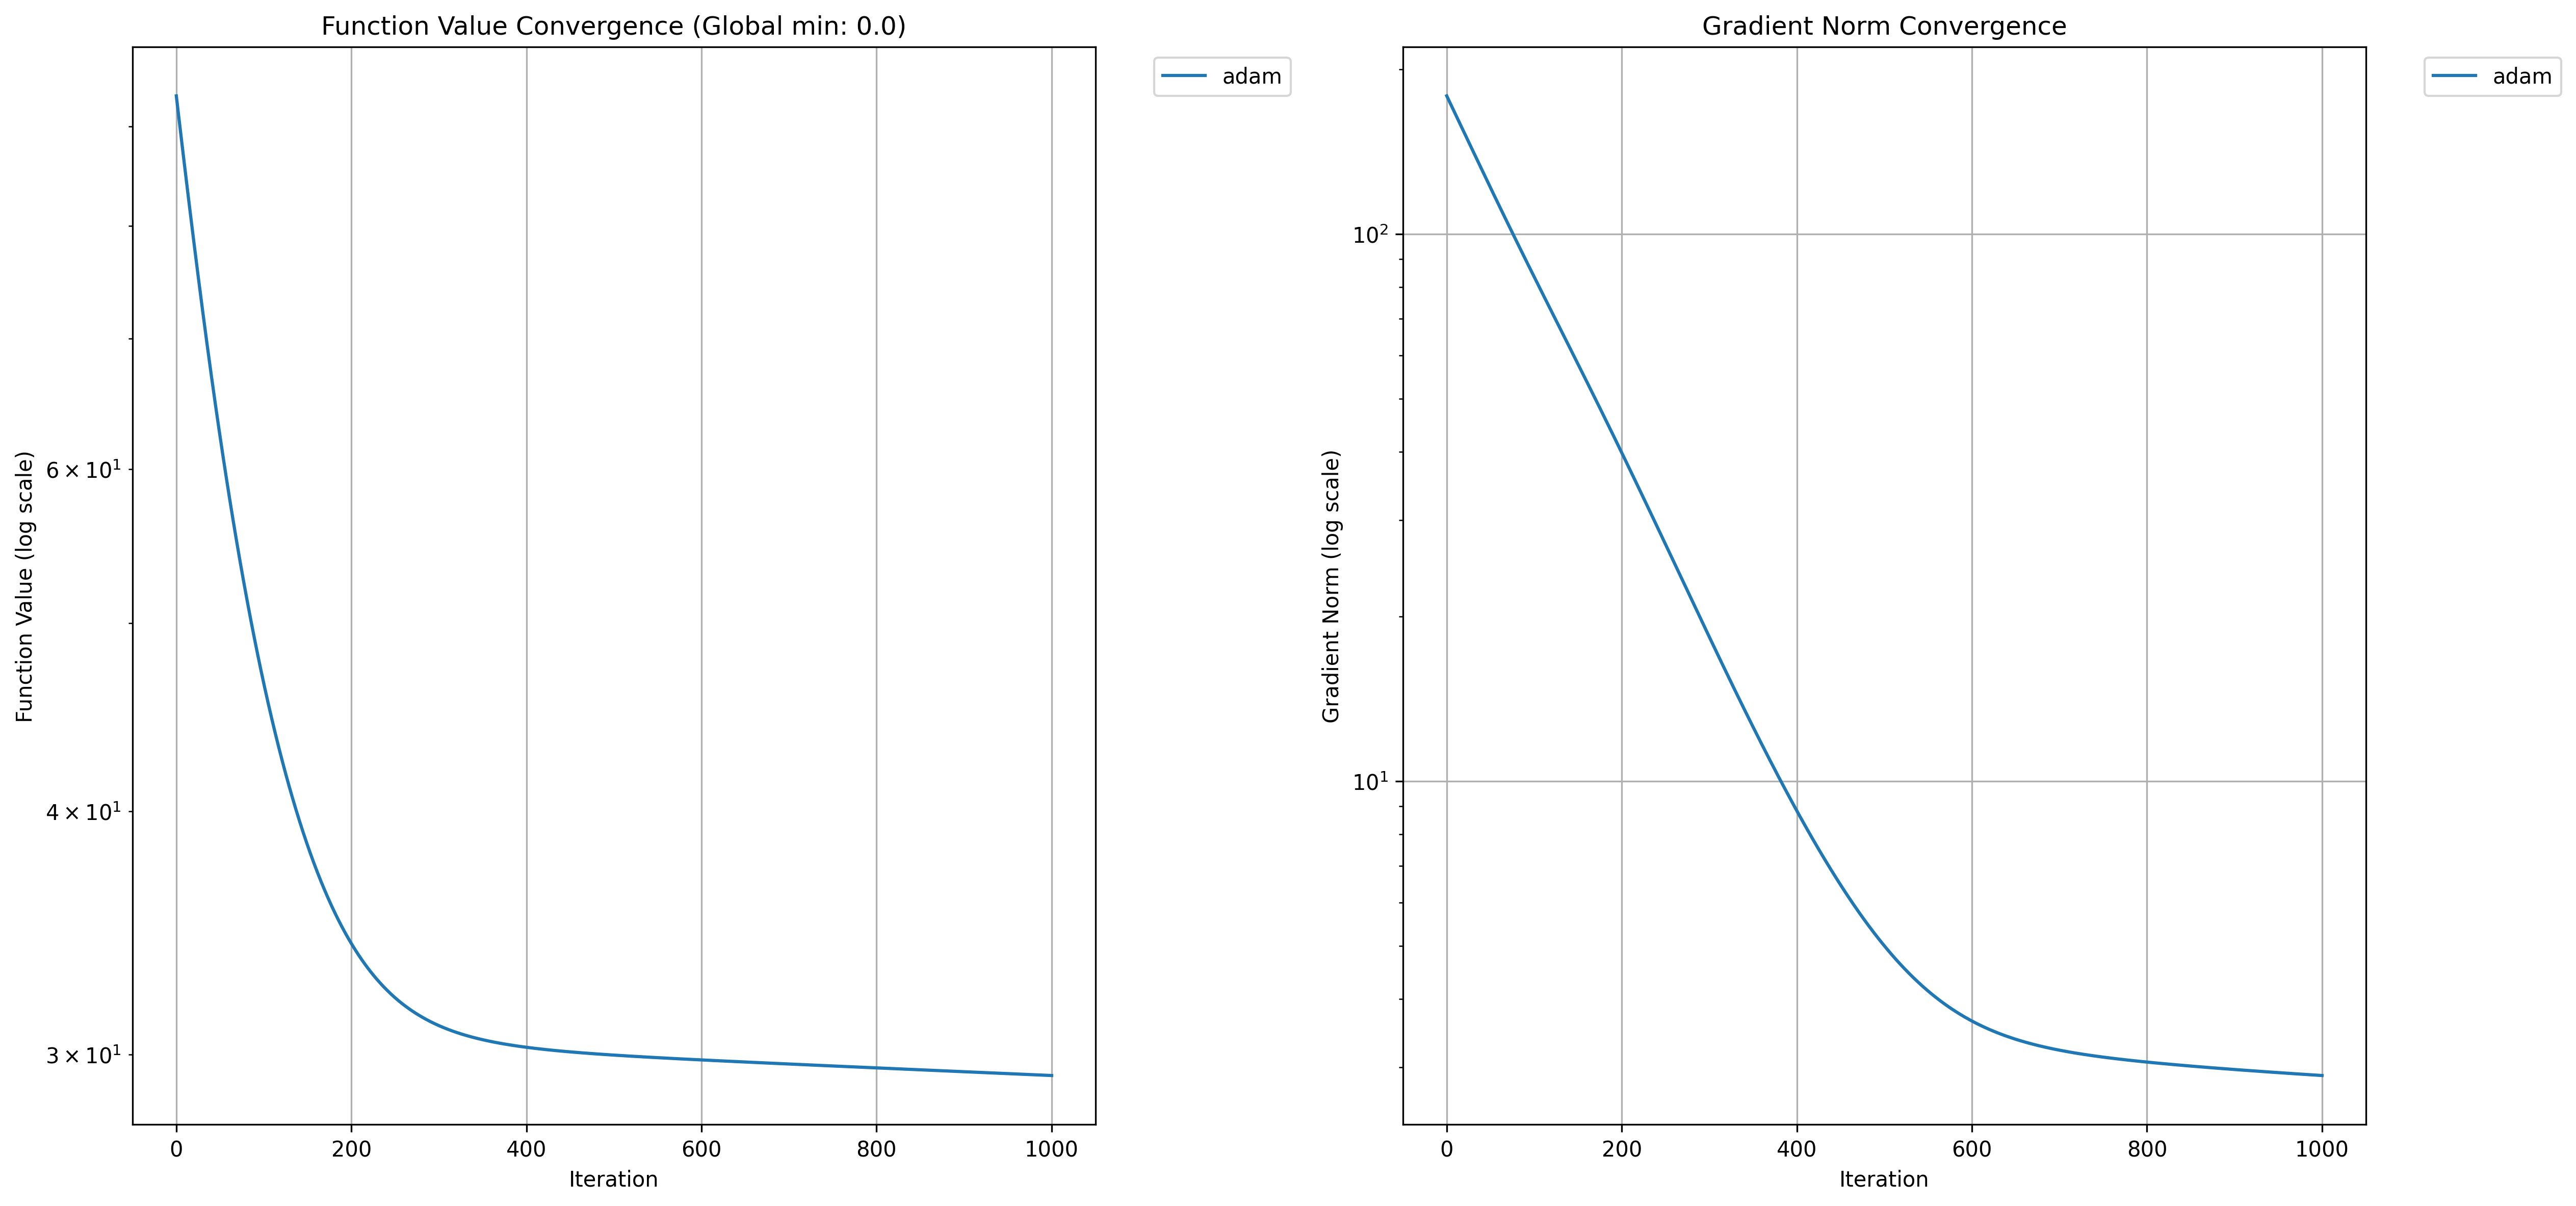 Function Value Convergence (Global min: 0.0)
adam
Function Value (log scale)
6 × 10¹
4 × 10¹
3 × 10¹
0 200 400 600 800 1000
Iteration
Gradient Norm Convergence
adam
Gradient Norm (log scale)
10²
10¹
0 200 400 600 800 1000
Iteration